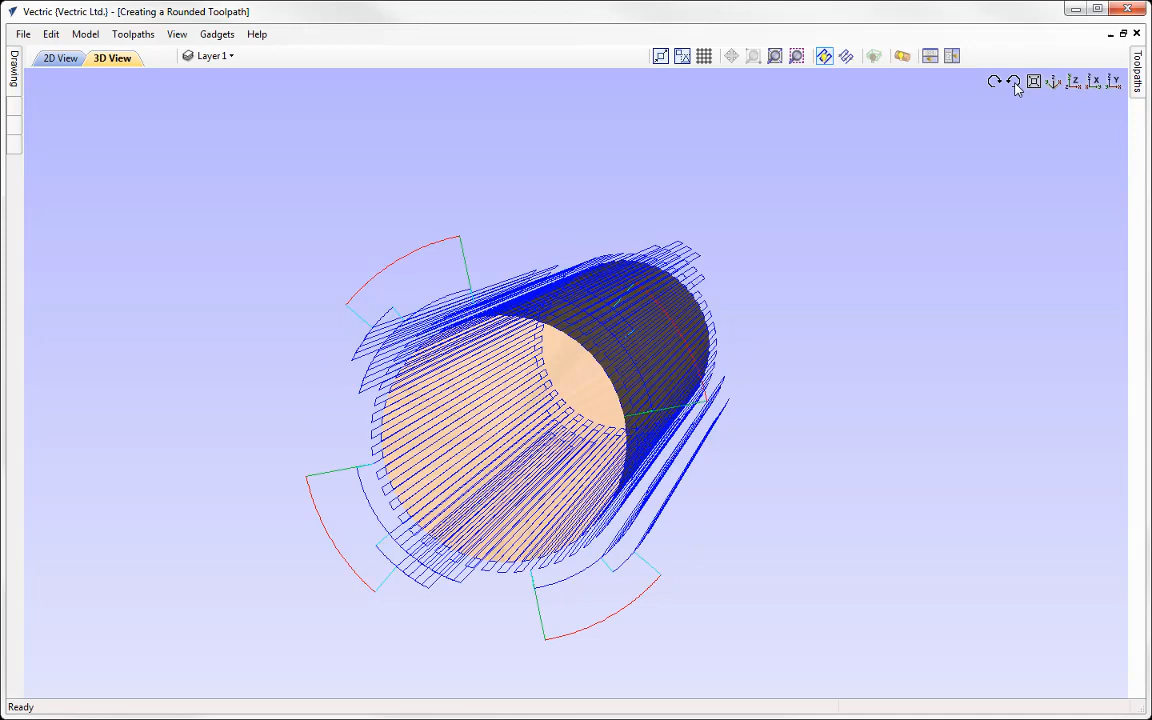 Vectric {Vectric Ltd.} - [Creating a Rounded Toolpath]
File Edit Model Toolpaths View Gadgets Help
2D View 3D View Layer 1
Drawing
Toolpaths
Z X Y
Ready